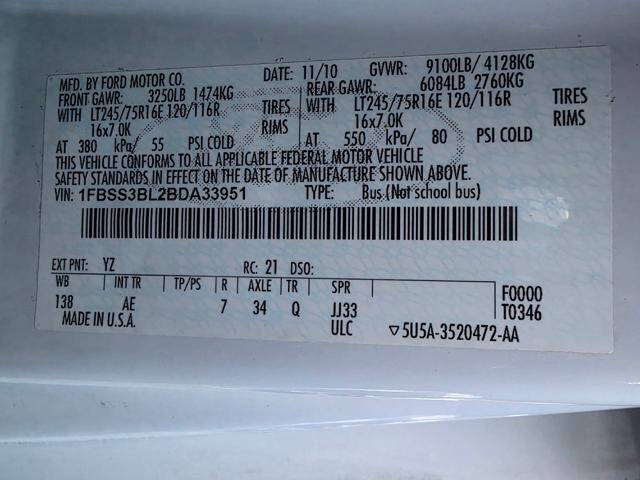 MFD. BY FORD MOTOR CO. DATE: 11/10 GVWR: 9100LB/ 4128KG
FRONT GAWR: 3250LB 1474KG REAR GAWR: 6084LB 2760KG
WITH LT245/75R16E 120/116R TIRES WITH LT245/75R16E 120/116R TIRES
16x7.0K RIMS 16x7.0K RIMS
AT 380 kPa/ 55 PSI COLD AT 550 kPa/ 80 PSI COLD
THIS VEHICLE CONFORMS TO ALL APPLICABLE FEDERAL MOTOR VEHICLE
SAFETY STANDARDS IN EFFECT ON THE DATE OF MANUFACTURE SHOWN ABOVE.
VIN: 1FBSS3BL2BDA33951 TYPE: Bus (Not school bus)
EXT PNT: YZ RC: 21 DSO:
WB INT TR TP/PS R AXLE TR SPR F0000
138 AE 7 34 Q JJ33 T0346
MADE IN U.S.A. ULC ▽5U5A-3520472-AA